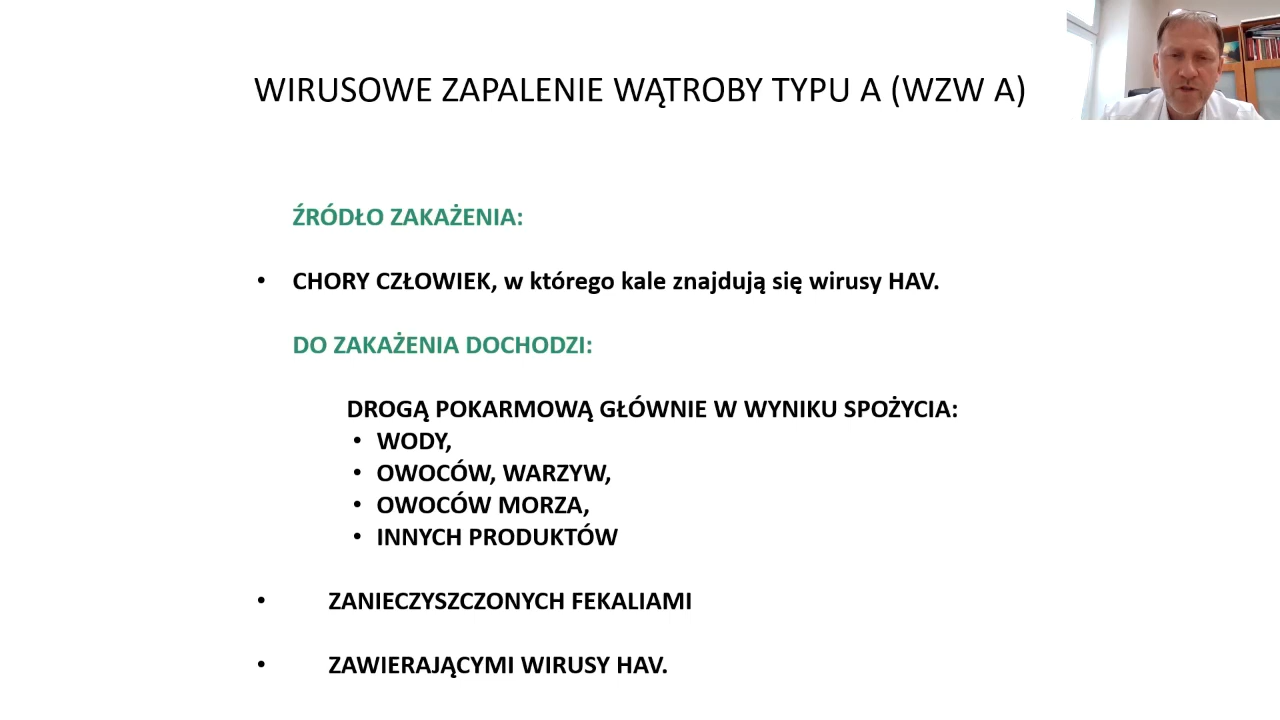 WIRUSOWE ZAPALENIE WĄTROBY TYPU A (WZW A)
ŹRÓDŁO ZAKAŻENIA:
• CHORY CZŁOWIEK, w którego kale znajdują się wirusy HAV.
DO ZAKAŻENIA DOCHODZI:
DROGĄ POKARMOWĄ GŁÓWNIE W WYNIKU SPOŻYCIA:
• WODY,
• OWOCÓW, WARZYW,
• OWOCÓW MORZA,
• INNYCH PRODUKTÓW
• ZANIECZYSZCZONYCH FEKALIAMI
• ZAWIERAJĄCYMI WIRUSY HAV.